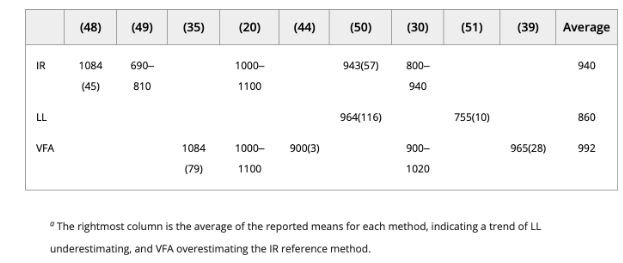 (48) (49) (35) (20) (44) (50) (30) (51) (39) Average
IR 1084 690– 1000– 943(57) 800– 940
(45) 810 1100 940
LL 964(116) 755(10) 860
VFA 1084 1000– 900(3) 900– 965(28) 992
(79) 1100 1020
a The rightmost column is the average of the reported means for each method, indicating a trend of LL
underestimating, and VFA overestimating the IR reference method.